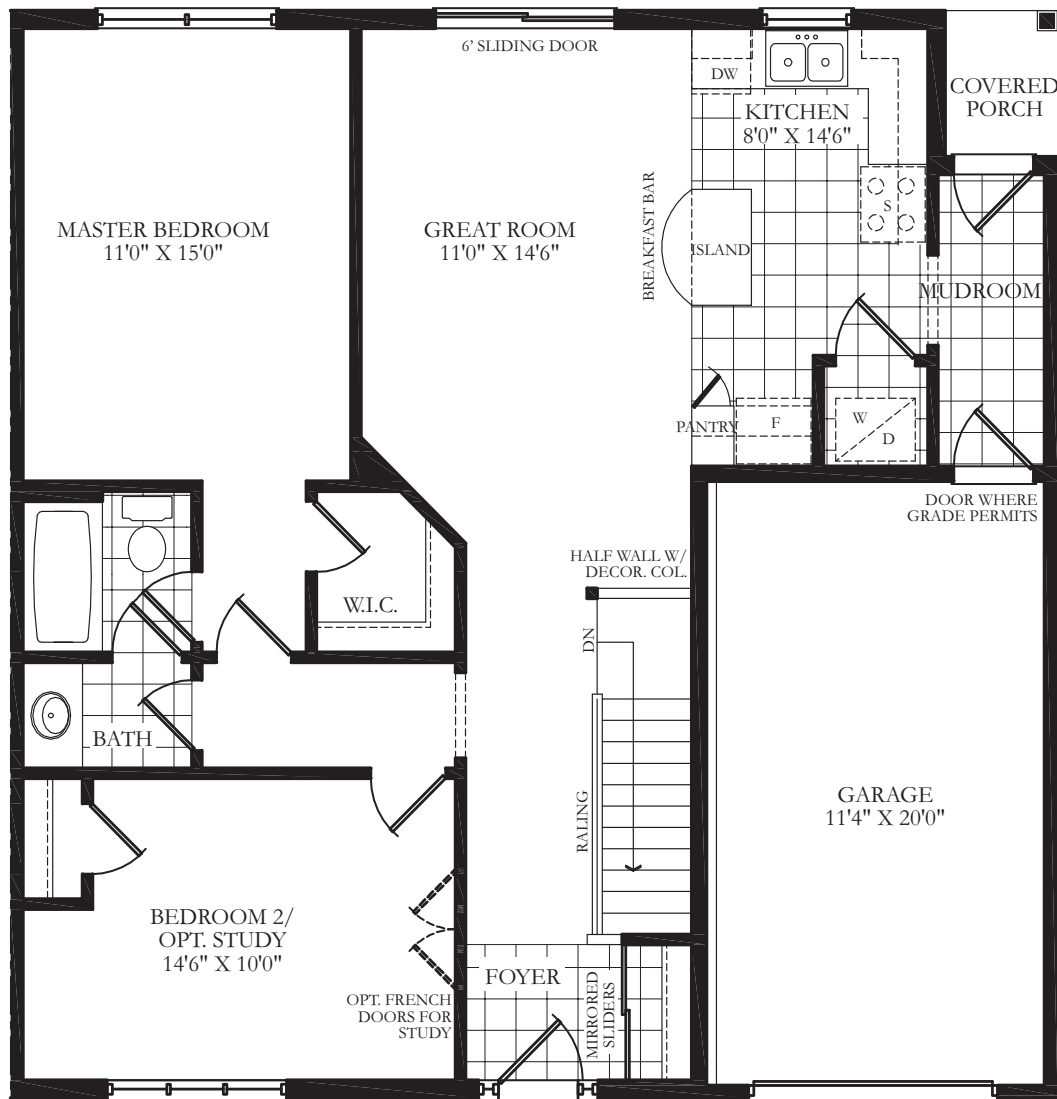 6' SLIDING DOOR
DW
KITCHEN
8'0" X 14'6"
COVERED
PORCH
MASTER BEDROOM
11'0" X 15'0"
GREAT ROOM
11'0" X 14'6"
BREAKFAST BAR
ISLAND
S
MUDROOM
PANTRY
F
W
D
DOOR WHERE
GRADE PERMITS
HALF WALL W/
DECOR. COL.
W.I.C.
DN
BATH
RALING
GARAGE
11'4" X 20'0"
BEDROOM 2/
OPT. STUDY
14'6" X 10'0"
OPT. FRENCH
DOORS FOR
STUDY
FOYER
MIRRORED
SLIDERS